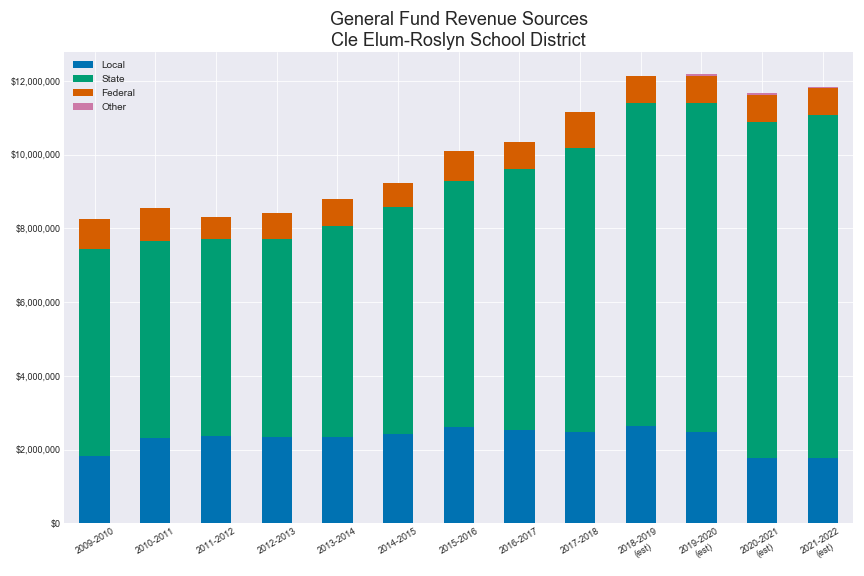 General Fund Revenue Sources
Cle Elum-Roslyn School District
Local
State
Federal
Other
$12,000,000
$10,000,000
$8,000,000
$6,000,000
$4,000,000
$2,000,000
$0
2009-2010
2010-2011
2011-2012
2012-2013
2013-2014
2014-2015
2015-2016
2016-2017
2017-2018
2018-2019
(est)
2019-2020
(est)
2020-2021
(est)
2021-2022
(est)